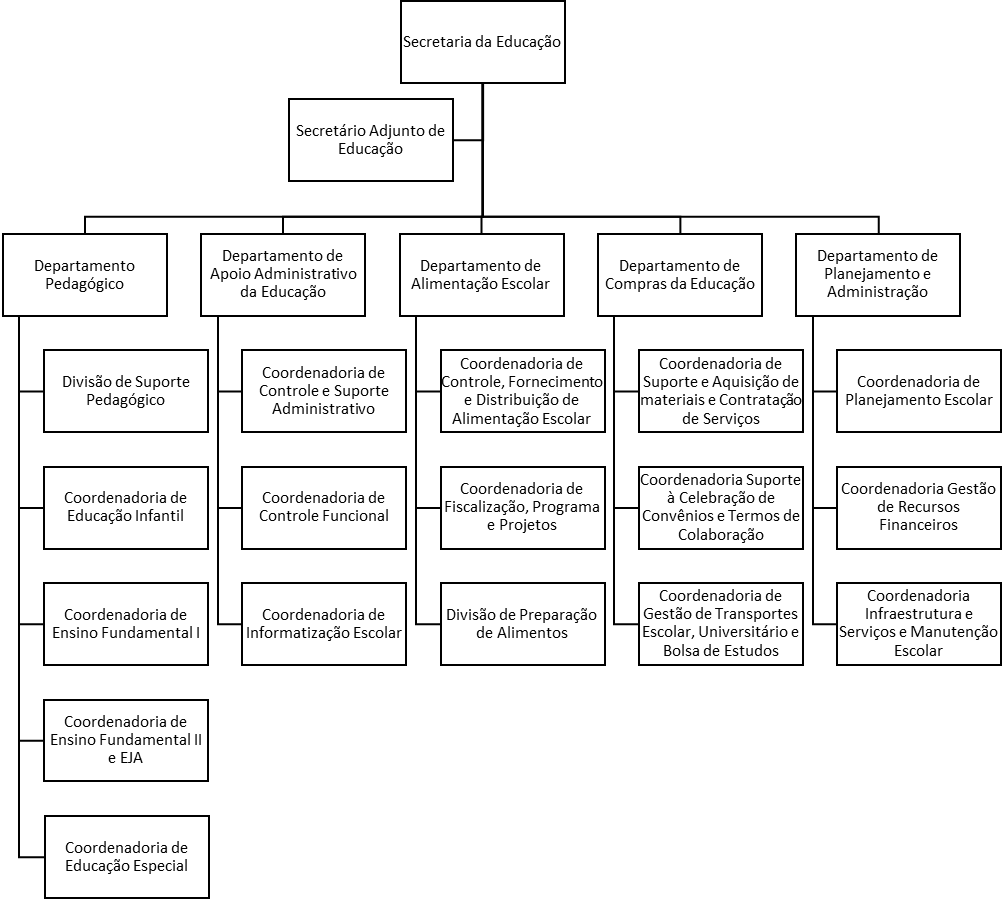 Secretaria da Educação
Secretário Adjunto de
Educação
Departamento
Pedagógico
Departamento de
Apoio Administrativo
da Educação
Departamento de
Alimentação Escolar
Departamento de
Compras da Educação
Departamento de
Planejamento e
Administração
Divisão de Suporte
Pedagógico
Coordenadoria de
Controle e Suporte
Administrativo
Coordenadoria de
Controle, Fornecimento
e Distribuição de
Alimentação Escolar
Coordenadoria de
Suporte e Aquisição de
materiais e Contratação
de Serviços
Coordenadoria de
Planejamento Escolar
Coordenadoria de
Educação Infantil
Coordenadoria de
Controle Funcional
Coordenadoria de
Fiscalização, Programa
e Projetos
Coordenadoria Suporte
à Celebração de
Convênios e Termos de
Colaboração
Coordenadoria Gestão
de Recursos
Financeiros
Coordenadoria de
Ensino Fundamental I
Coordenadoria de
Informatização Escolar
Divisão de Preparação
de Alimentos
Coordenadoria de
Gestão de Transportes
Escolar, Universitário e
Bolsa de Estudos
Coordenadoria
Infraestrutura e
Serviços e Manutenção
Escolar
Coordenadoria de
Ensino Fundamental II
e EJA
Coordenadoria de
Educação Especial